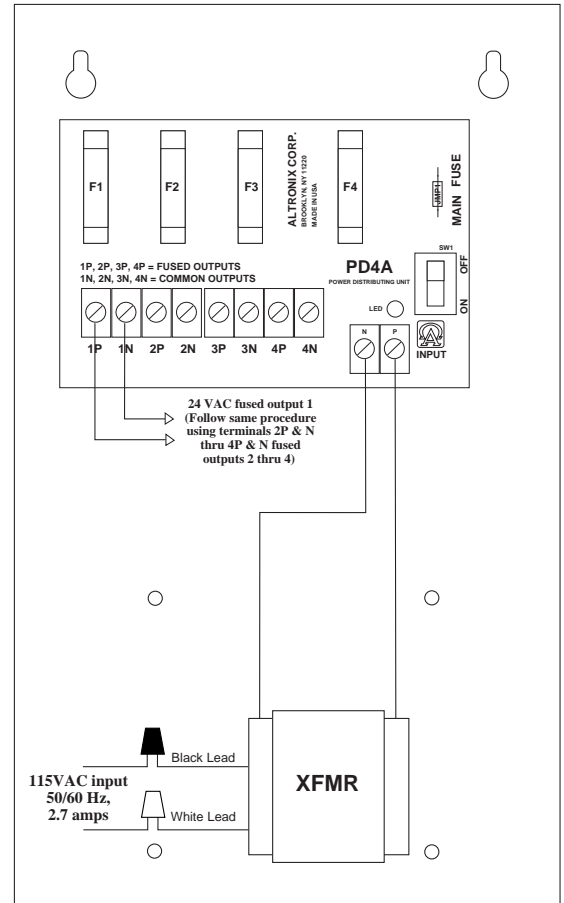 F1
F2
F3
ALTRONIX CORP.
BROOKLYN, NY 11220
MADE IN USA
F4
JMP1
MAIN FUSE
SW1
OFF
ON
1P, 2P, 3P, 4P = FUSED OUTPUTS
1N, 2N, 3N, 4N = COMMON OUTPUTS
PD4A
POWER DISTRIBUTING UNIT
LED
N P
INPUT
1P 1N 2P 2N 3P 3N 4P 4N
24 VAC fused output 1
(Follow same procedure
using terminals 2P & N
thru 4P & N fused
outputs 2 thru 4)
Black Lead
115VAC input
50/60 Hz,
2.7 amps
White Lead
XFMR